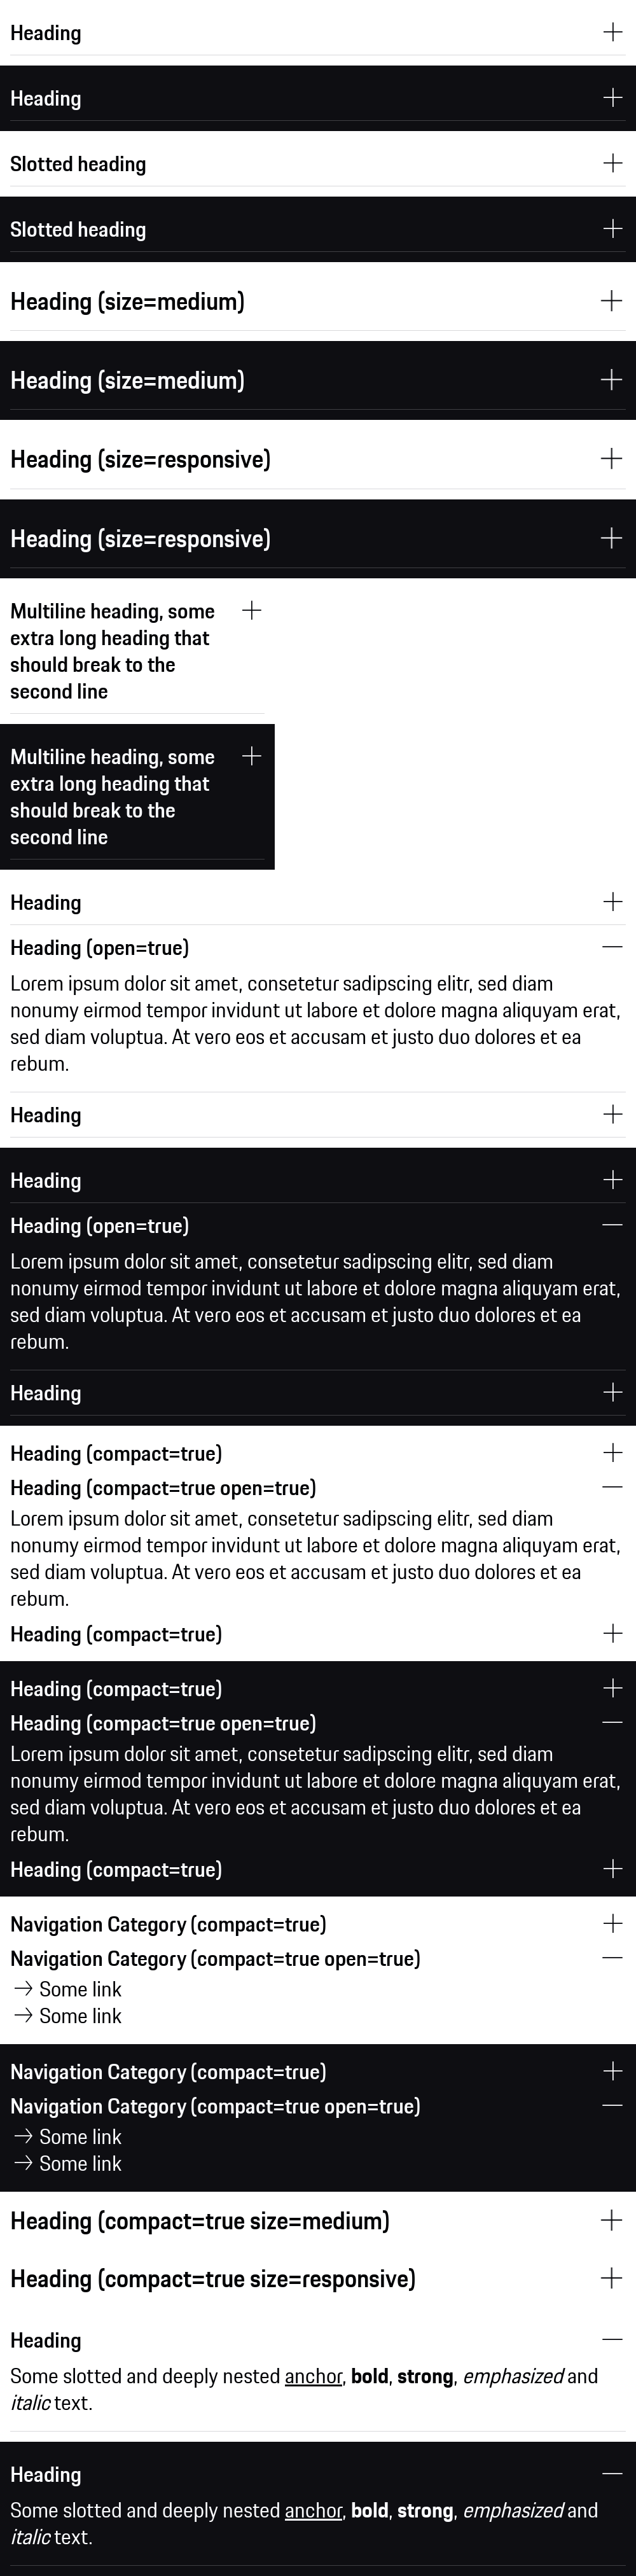 Heading
Heading
Slotted heading
Slotted heading
Heading (size=medium)
Heading (size=medium)
Heading (size=responsive)
Heading (size=responsive)
Multiline heading, some
extra long heading that
should break to the
second line
Multiline heading, some
extra long heading that
should break to the
second line
Heading
Heading (open=true)
Lorem ipsum dolor sit amet, consetetur sadipscing elitr, sed diam
nonumy eirmod tempor invidunt ut labore et dolore magna aliquyam erat,
sed diam voluptua. At vero eos et accusam et justo duo dolores et ea
rebum.
Heading
Heading
Heading (open=true)
Lorem ipsum dolor sit amet, consetetur sadipscing elitr, sed diam
nonumy eirmod tempor invidunt ut labore et dolore magna aliquyam erat,
sed diam voluptua. At vero eos et accusam et justo duo dolores et ea
rebum.
Heading
Heading (compact=true)
Heading (compact=true open=true)
Lorem ipsum dolor sit amet, consetetur sadipscing elitr, sed diam
nonumy eirmod tempor invidunt ut labore et dolore magna aliquyam erat,
sed diam voluptua. At vero eos et accusam et justo duo dolores et ea
rebum.
Heading (compact=true)
Heading (compact=true)
Heading (compact=true open=true)
Lorem ipsum dolor sit amet, consetetur sadipscing elitr, sed diam
nonumy eirmod tempor invidunt ut labore et dolore magna aliquyam erat,
sed diam voluptua. At vero eos et accusam et justo duo dolores et ea
rebum.
Heading (compact=true)
Navigation Category (compact=true)
Navigation Category (compact=true open=true)
→ Some link
→ Some link
Navigation Category (compact=true)
Navigation Category (compact=true open=true)
→ Some link
→ Some link
Heading (compact=true size=medium)
Heading (compact=true size=responsive)
Heading
Some slotted and deeply nested anchor, bold, strong, emphasized and
italic text.
Heading
Some slotted and deeply nested anchor, bold, strong, emphasized and
italic text.